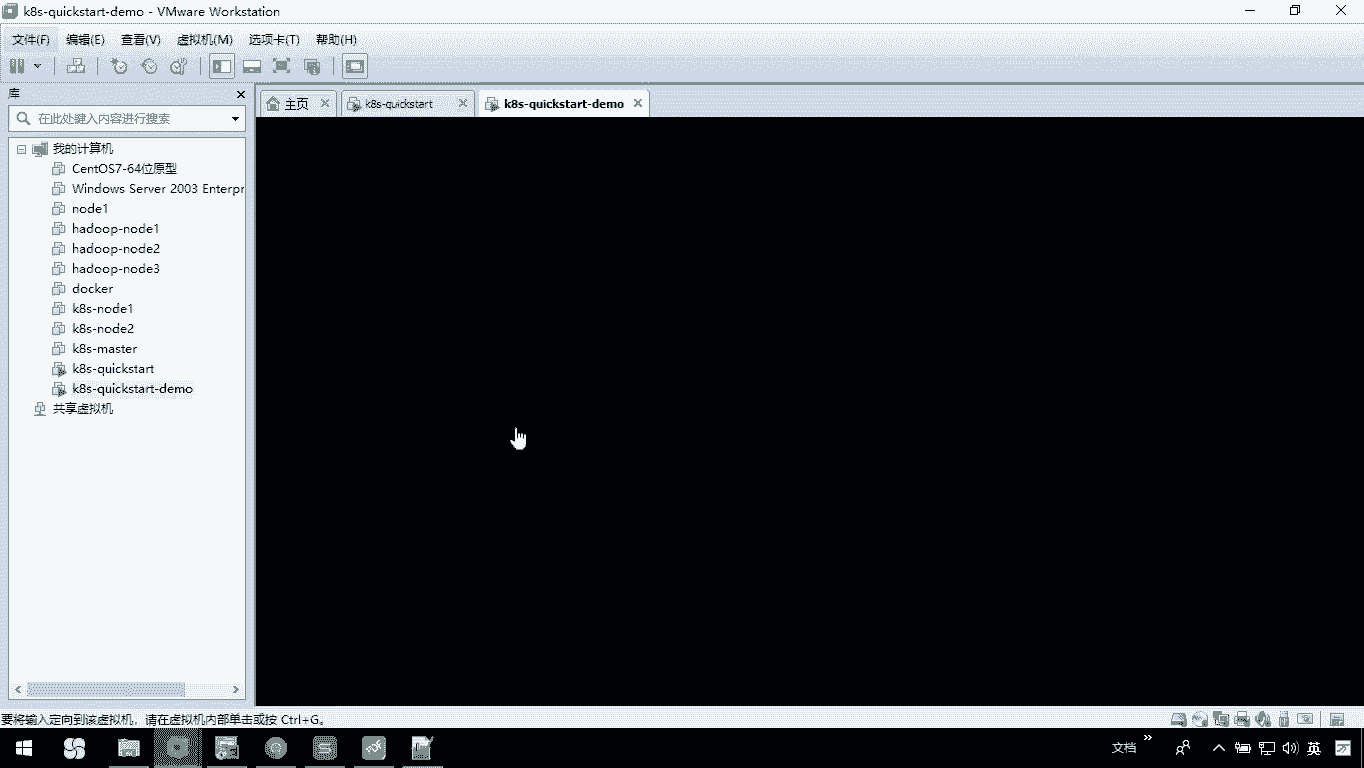 k8s-quickstart-demo - VMware Workstation
文件(F) 编辑(E) 查看(V) 虚拟机(M) 选项卡(T) 帮助(H)
库
在此处键入内容进行搜索
主页 k8s-quickstart k8s-quickstart-demo
我的计算机
CentOS7-64位原型
Windows Server 2003 Enterpr
node1
hadoop-node1
hadoop-node2
hadoop-node3
docker
k8s-node1
k8s-node2
k8s-master
k8s-quickstart
k8s-quickstart-demo
共享虚拟机
要将输入定向到该虚拟机，请在虚拟机内部单击或按 Ctrl+G。
文档 英